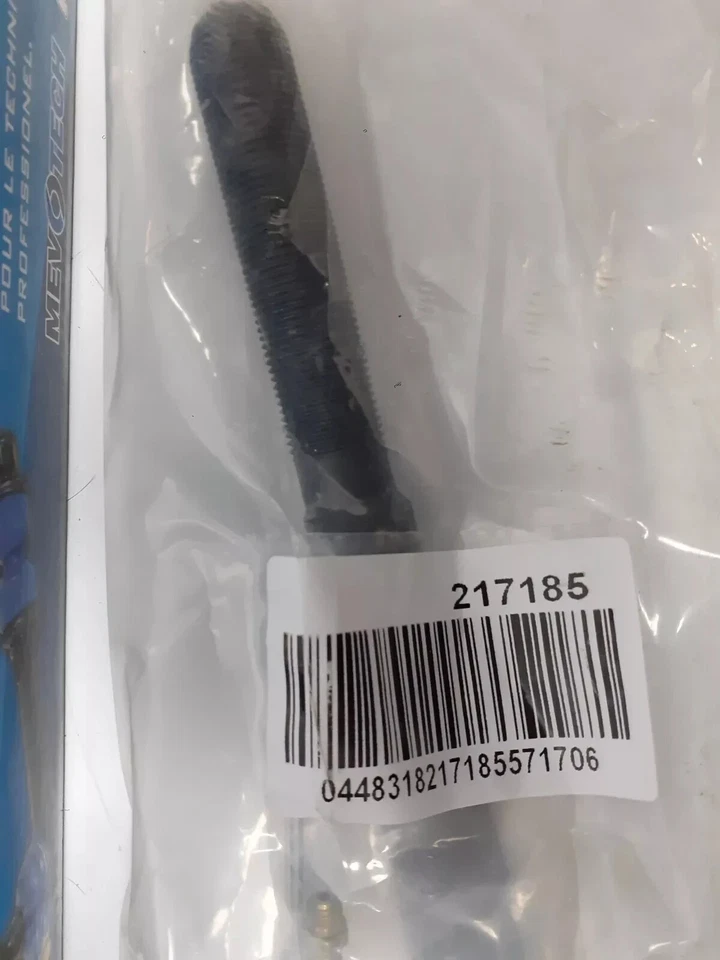 POUR LE TECHNI
PROFESSIONEL.
MEVOTECH
217185
0448318217185571706